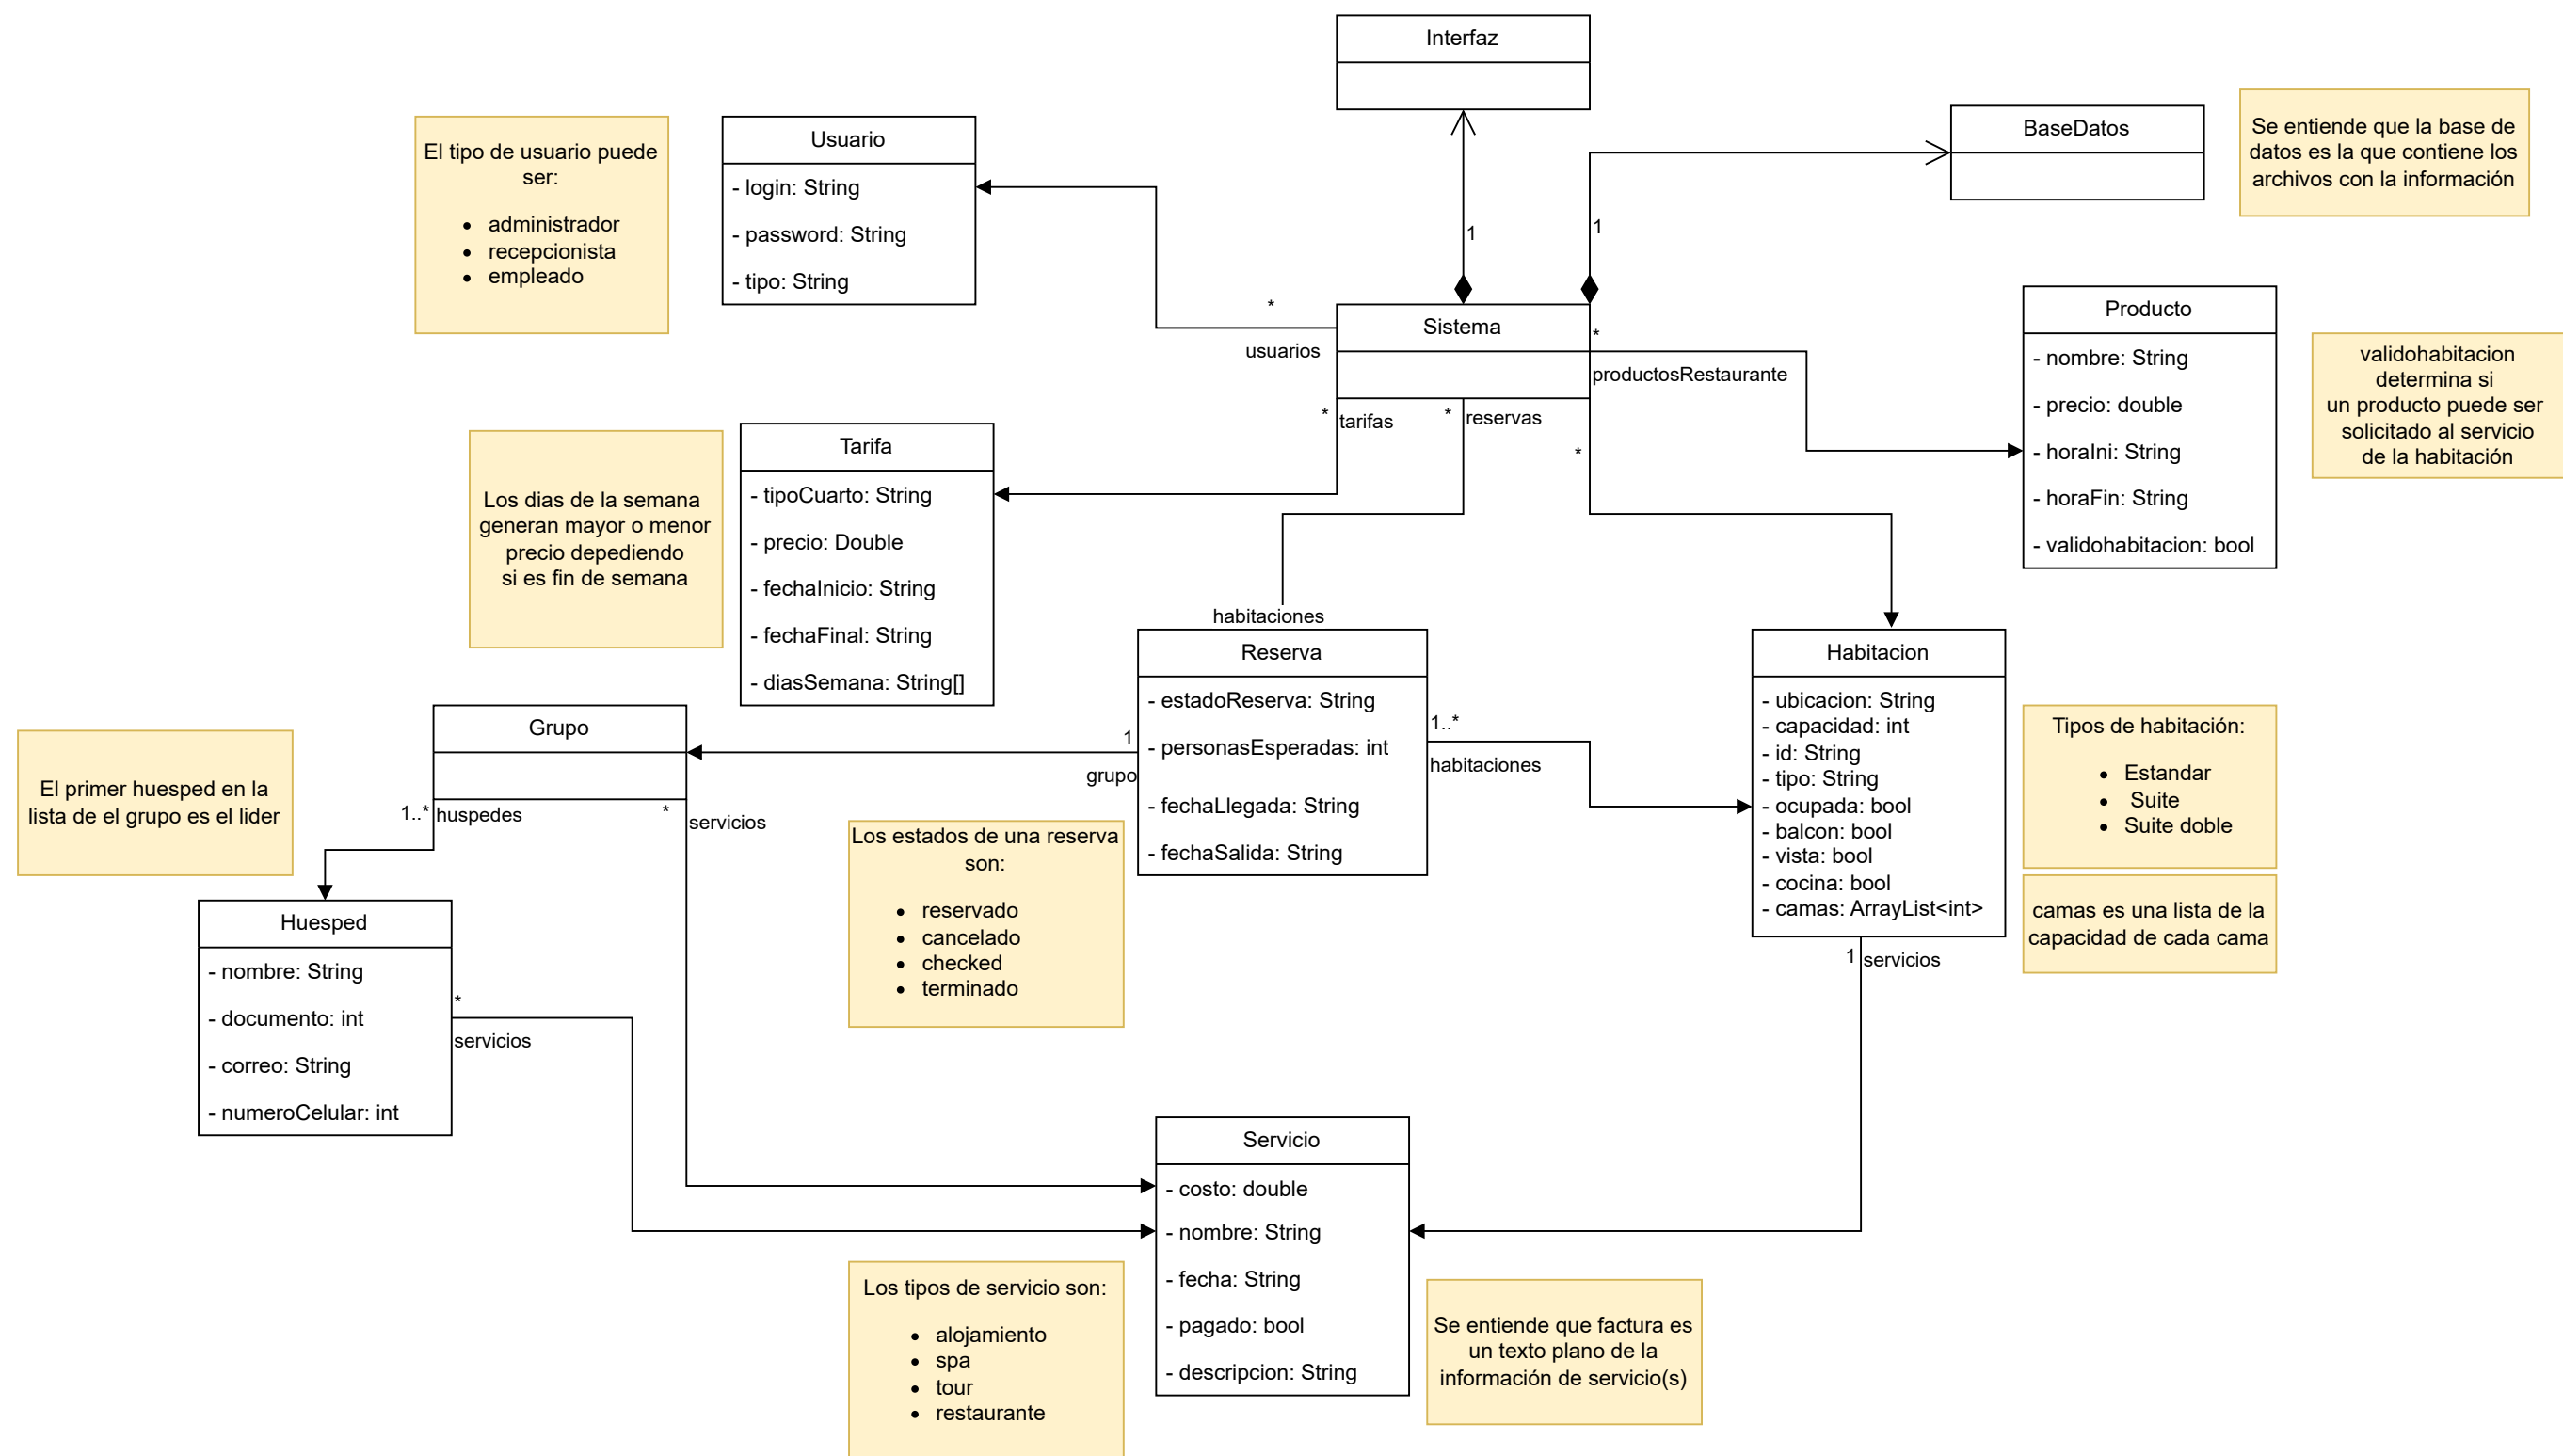 Interfaz
BaseDatos
Se entiende que la base de
datos es la que contiene los
archivos con la información
El tipo de usuario puede
ser:
administrador
recepcionista
empleado
Usuario
- login: String
- password: String
- tipo: String
1
1
*
usuarios
Sistema
*
productosRestaurante
Producto
- nombre: String
- precio: double
- horaIni: String
- horaFin: String
- validohabitacion: bool
validohabitacion
determina si
un producto puede ser
solicitado al servicio
de la habitación
*
tarifas
*
reservas
*
Los dias de la semana
generan mayor o menor
precio depediendo
si es fin de semana
Tarifa
- tipoCuarto: String
- precio: Double
- fechaInicio: String
- fechaFinal: String
- diasSemana: String[]
habitaciones
Reserva
- estadoReserva: String
- personasEsperadas: int
- fechaLlegada: String
- fechaSalida: String
1..*
habitaciones
Habitacion
- ubicacion: String
- capacidad: int
- id: String
- tipo: String
- ocupada: bool
- balcon: bool
- vista: bool
- cocina: bool
- camas: ArrayList<int>
Tipos de habitación:
Estandar
Suite
Suite doble
camas es una lista de la
capacidad de cada cama
1
servicios
El primer huesped en la
lista de el grupo es el lider
Grupo
1
grupo
1..*
huspedes
*
servicios
Los estados de una reserva
son:
reservado
cancelado
checked
terminado
Huesped
- nombre: String
- documento: int
- correo: String
- numeroCelular: int
*
servicios
Servicio
- costo: double
- nombre: String
- fecha: String
- pagado: bool
- descripcion: String
Los tipos de servicio son:
alojamiento
spa
tour
restaurante
Se entiende que factura es
un texto plano de la
información de servicio(s)